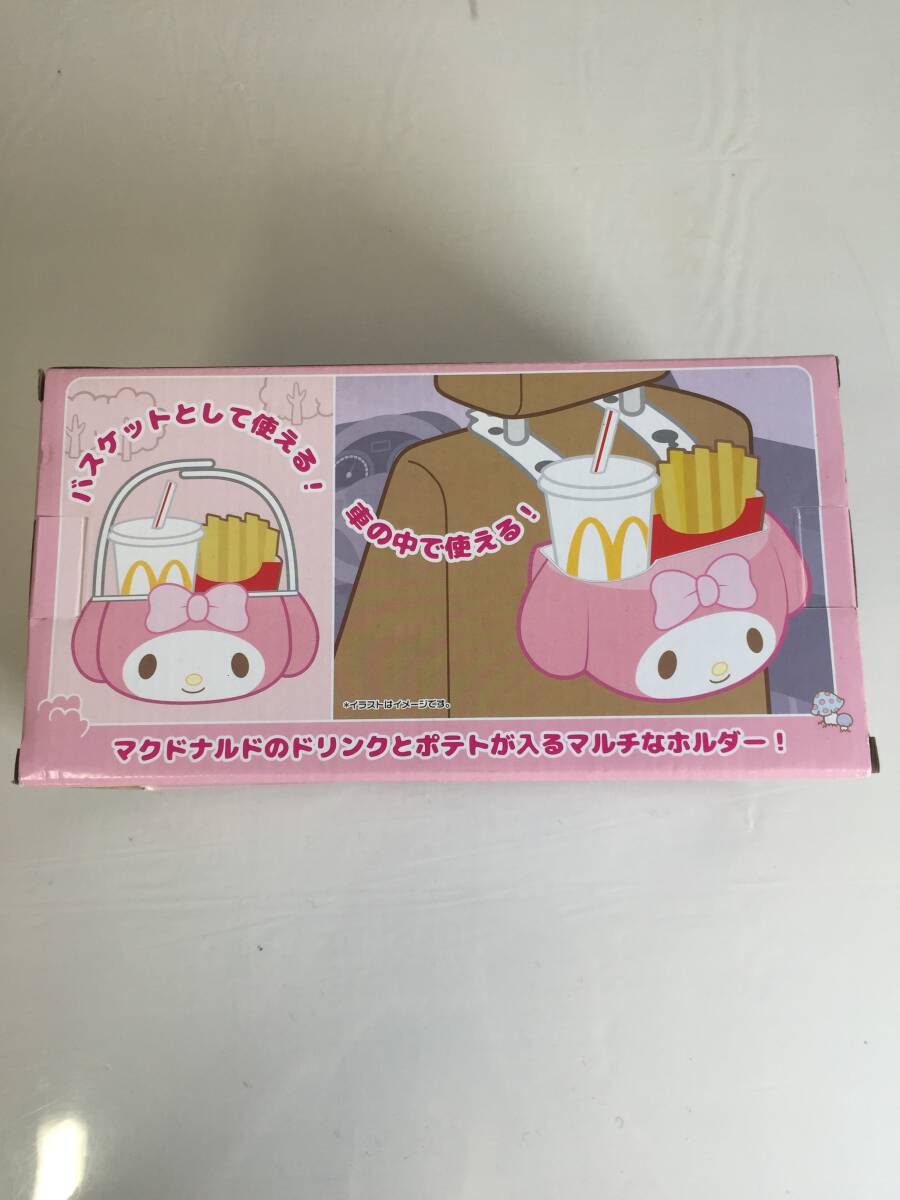 バスケットとして使える!
車の中で使える!
*イラストはイメージです。
マクドナルドのドリンクとポテトが入るマルチなホルダー!